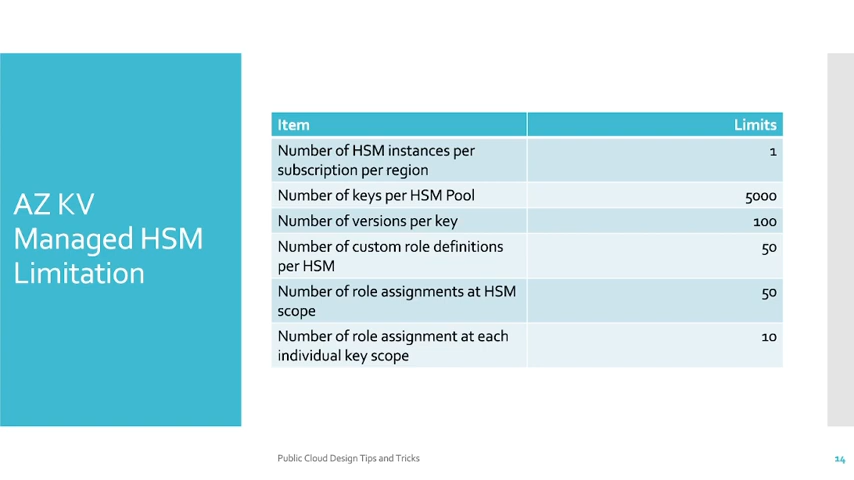 AZ KV
Managed HSM
Limitation
Item Limits
Number of HSM instances per
subscription per region 1
Number of keys per HSM Pool 5000
Number of versions per key 100
Number of custom role definitions
per HSM 50
Number of role assignments at HSM
scope 50
Number of role assignment at each
individual key scope 10
Public Cloud Design Tips and Tricks 14